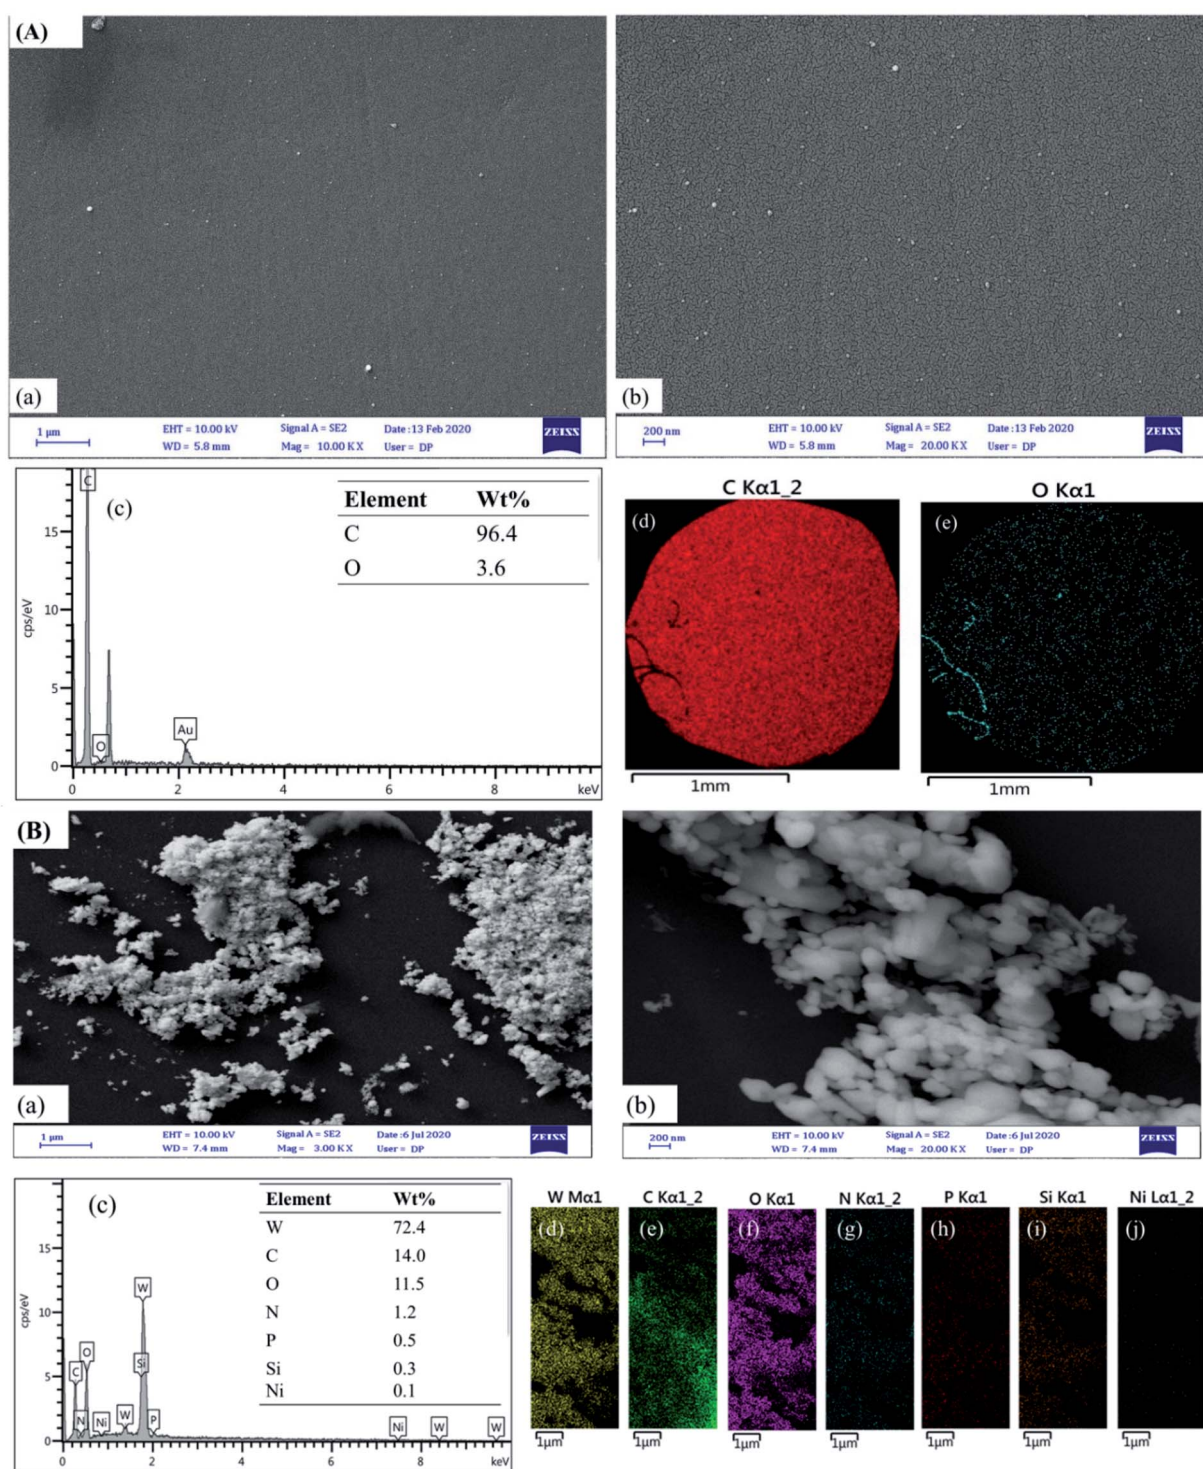 (A)
(a)
1 µm
EHT = 10.00 kV
WD = 5.8 mm
Signal A = SE2
Mag = 10.00 K X
Date :13 Feb 2020
User = DP
ZEISS
(b)
200 nm
EHT = 10.00 kV
WD = 5.8 mm
Signal A = SE2
Mag = 20.00 K X
Date :13 Feb 2020
User = DP
ZEISS
(c)
C
O
Au
Element Wt%
C 96.4
O 3.6
cps/eV
15
10
5
0
0 2 4 6 8 keV
C Kα1_2
(d)
1mm
O Kα1
(e)
1mm
(B)
(a)
1 µm
EHT = 10.00 kV
WD = 7.4 mm
Signal A = SE2
Mag = 3.00 K X
Date :6 Jul 2020
User = DP
ZEISS
(b)
200 nm
EHT = 10.00 kV
WD = 7.4 mm
Signal A = SE2
Mag = 20.00 K X
Date :6 Jul 2020
User = DP
ZEISS
(c)
Element Wt%
W 72.4
C 14.0
O 11.5
N 1.2
P 0.5
Si 0.3
Ni 0.1
cps/eV
15
10
5
0
W
Si
O
C
N
Ni
W
P
Ni
W
W
0 2 4 6 8 keV
W Mα1
(d)
1µm
C Kα1_2
(e)
1µm
O Kα1
(f)
1µm
N Kα1_2
(g)
1µm
P Kα1
(h)
1µm
Si Kα1
(i)
1µm
Ni Lα1_2
(j)
1µm